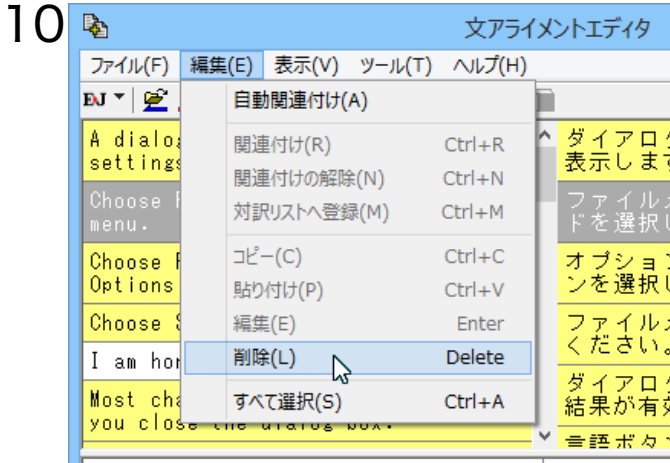 10
文アライメントエディタ
ファイル(F) 編集(E) 表示(V) ツール(T) ヘルプ(H)
EJ
自動関連付け(A)
関連付け(R) Ctrl+R
関連付けの解除(N) Ctrl+N
対訳リストへ登録(M) Ctrl+M
コピー(C) Ctrl+C
貼り付け(P) Ctrl+V
編集(E) Enter
削除(L) Delete
すべて選択(S) Ctrl+A
A dialog
settings
Choose
menu.
Choose
Options
Choose
I am
Most
you close the dialog box.
ダイアログ
表示します
ファイル
ドを選択し
オプション
ンを選択し
ファイル
ください。
ダイアログ
結果が有効
言語ボタン